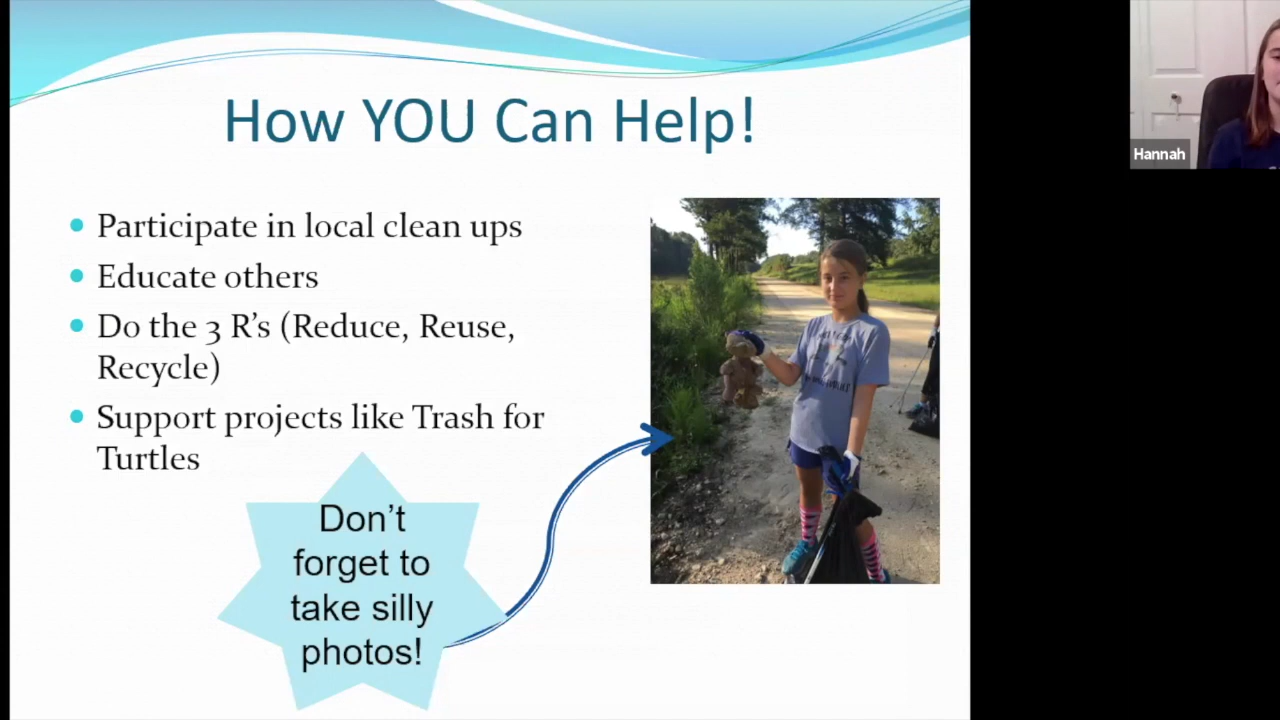 How YOU Can Help!
Participate in local clean ups
Educate others
Do the 3 R's (Reduce, Reuse,
Recycle)
Support projects like Trash for
Turtles
Don't
forget to
take silly
photos!
Hannah